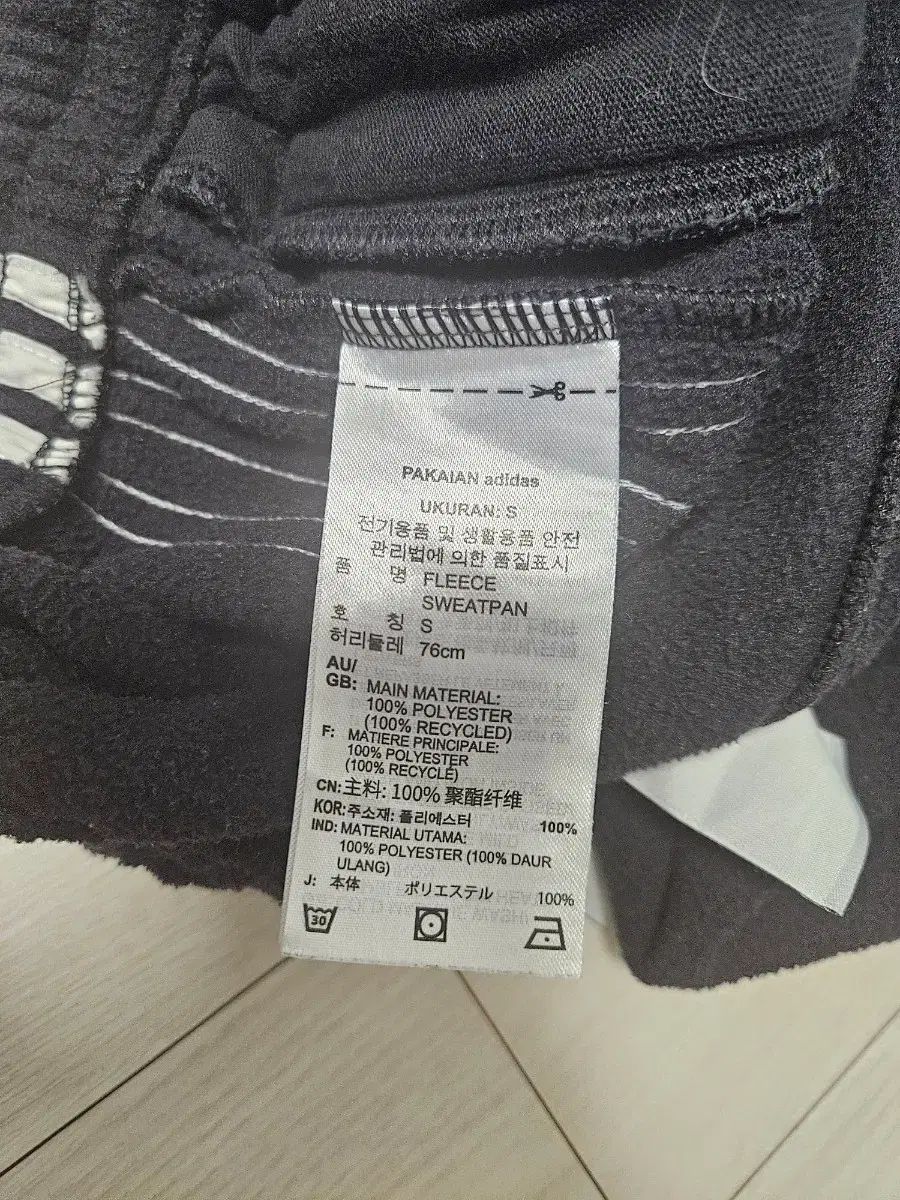 PAKAIAN adidas
UKURAN: S
전기용품 및 생활용품 안전
관리법에 의한 품질표시
품 명 FLEECE
SWEATPAN
호 칭 S
허리둘레 76cm
AU/
GB: MAIN MATERIAL:
100% POLYESTER
(100% RECYCLED)
F: MATIERE PRINCIPALE:
100% POLYESTER
(100% RECYCLÉ)
CN: 主料: 100% 聚酯纤维
KOR: 주소재: 폴리에스터 100%
IND: MATERIAL UTAMA:
100% POLYESTER (100% DAUR
ULANG)
J: 本体 ポリエステル 100%
30